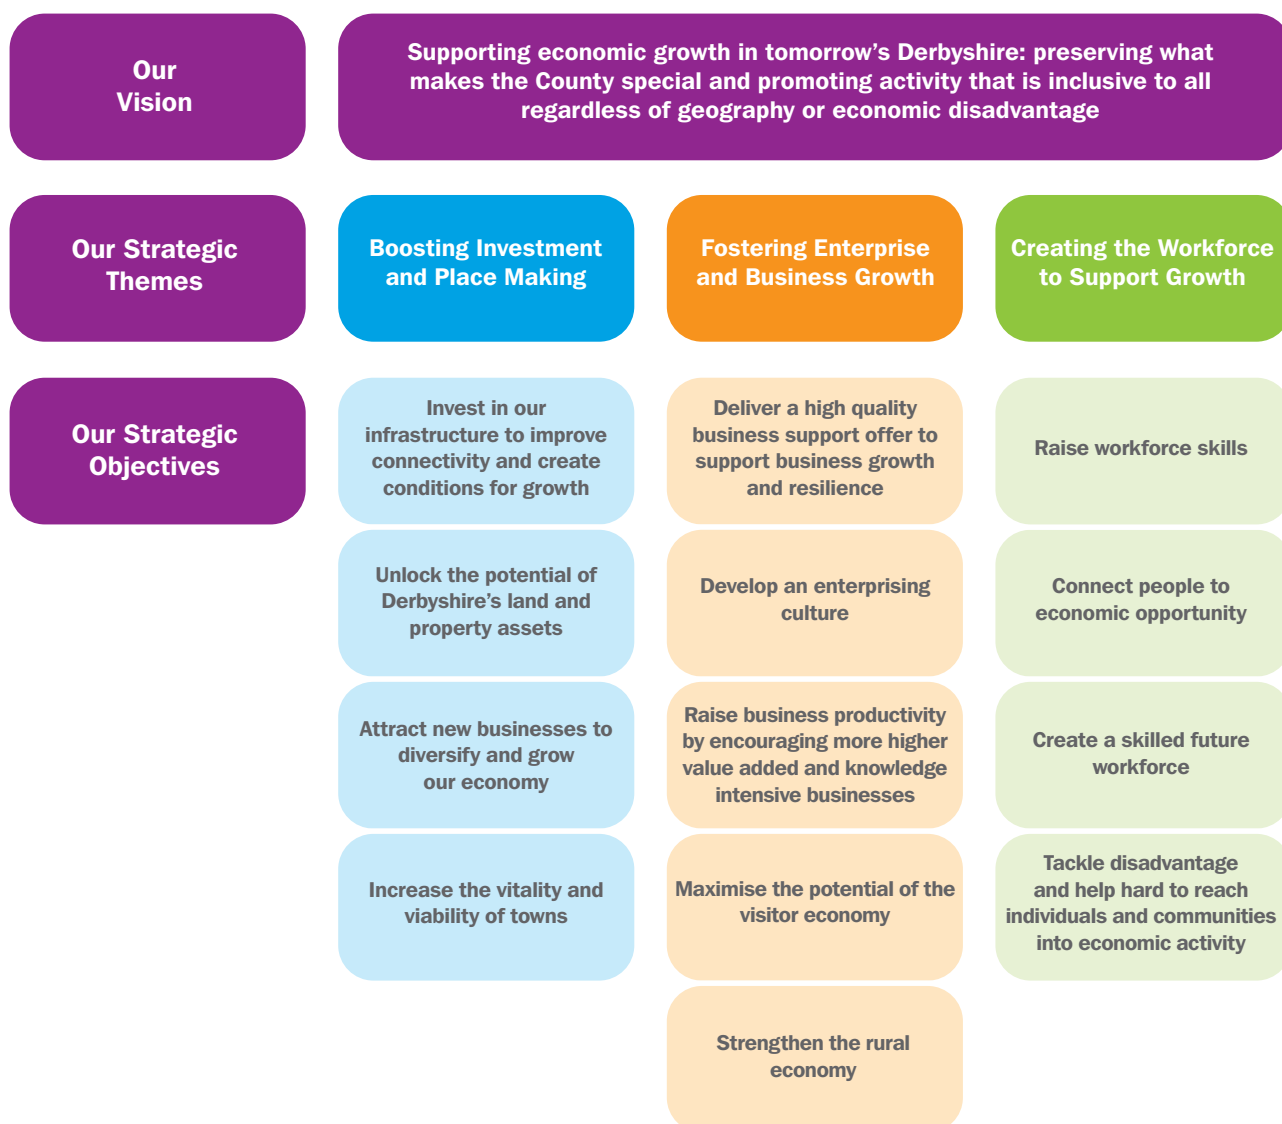 Our
Vision
Supporting economic growth in tomorrow’s Derbyshire: preserving what
makes the County special and promoting activity that is inclusive to all
regardless of geography or economic disadvantage
Our Strategic
Themes
Boosting Investment
and Place Making
Fostering Enterprise
and Business Growth
Creating the Workforce
to Support Growth
Our Strategic
Objectives
Invest in our
infrastructure to improve
connectivity and create
conditions for growth
Unlock the potential of
Derbyshire’s land and
property assets
Attract new businesses to
diversify and grow
our economy
Increase the vitality and
viability of towns
Deliver a high quality
business support offer to
support business growth
and resilience
Develop an enterprising
culture
Raise business productivity
by encouraging more higher
value added and knowledge
intensive businesses
Maximise the potential of the
visitor economy
Strengthen the rural
economy
Raise workforce skills
Connect people to
economic opportunity
Create a skilled future
workforce
Tackle disadvantage
and help hard to reach
individuals and communities
into economic activity